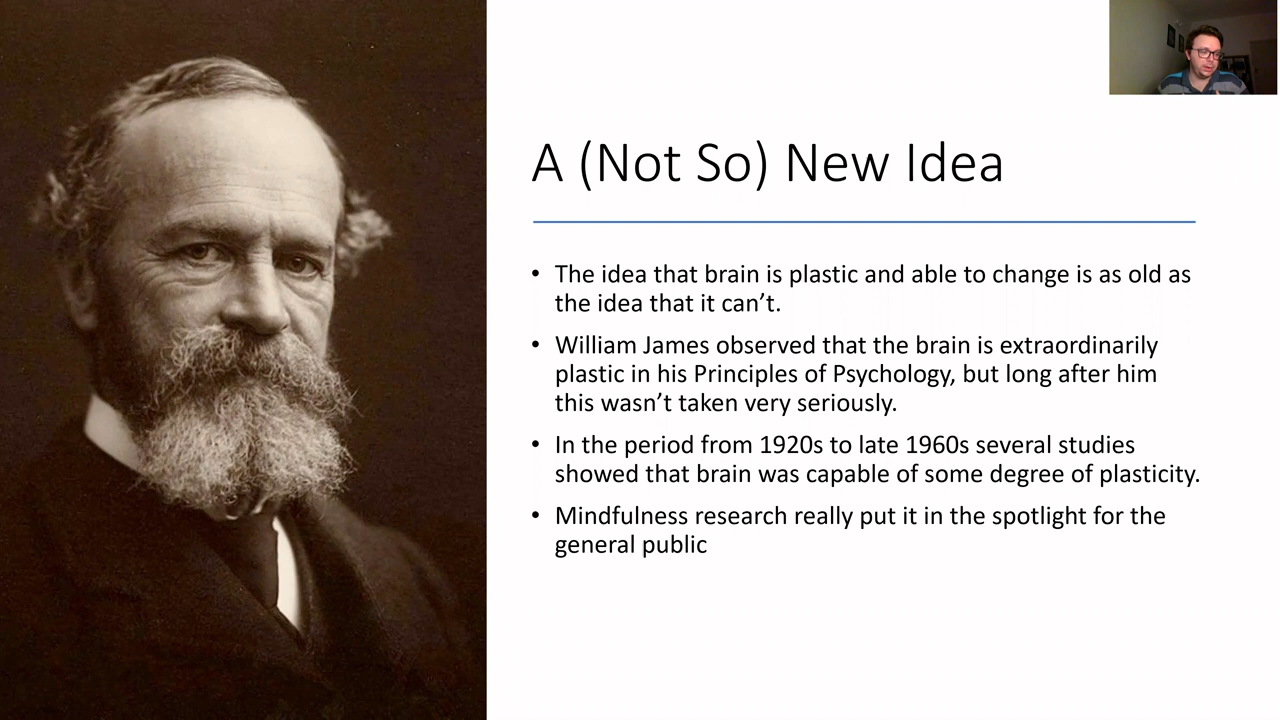 A (Not So) New Idea
• The idea that brain is plastic and able to change is as old as
the idea that it can’t.
• William James observed that the brain is extraordinarily
plastic in his Principles of Psychology, but long after him
this wasn’t taken very seriously.
• In the period from 1920s to late 1960s several studies
showed that brain was capable of some degree of plasticity.
• Mindfulness research really put it in the spotlight for the
general public